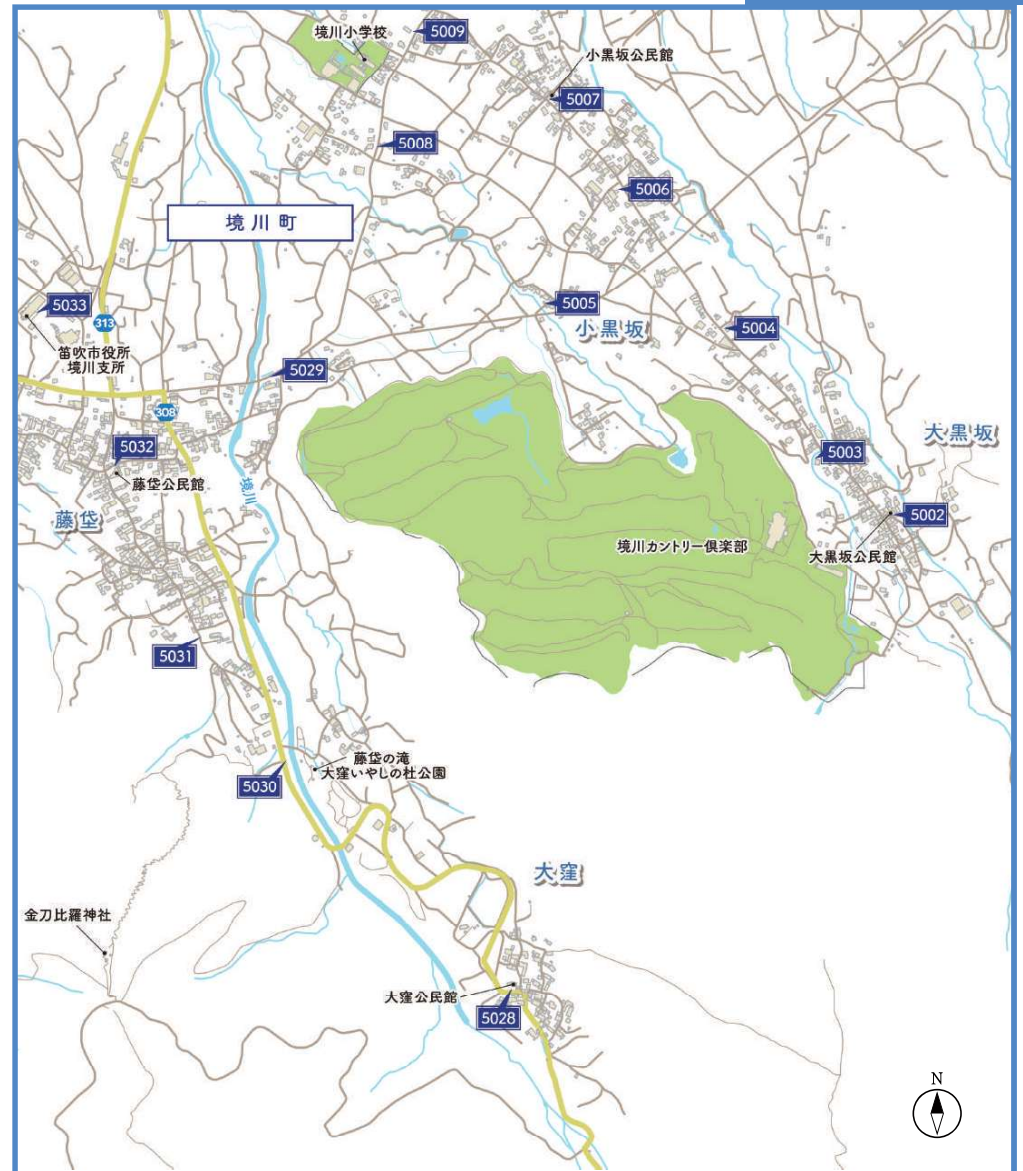 境川小学校
5009
小黒坂公民館
5007
5008
5006
境川町
5033
313
笛吹市役所
境川支所
5005
小黒坂
5004
5029
308
5032
藤垈公民館
境川
藤垈
大黒坂
5003
5002
境川カントリー倶楽部
大黒坂公民館
5031
藤垈の滝
大窪いやしの杜公園
5030
大窪
金刀比羅神社
大窪公民館
5028
N